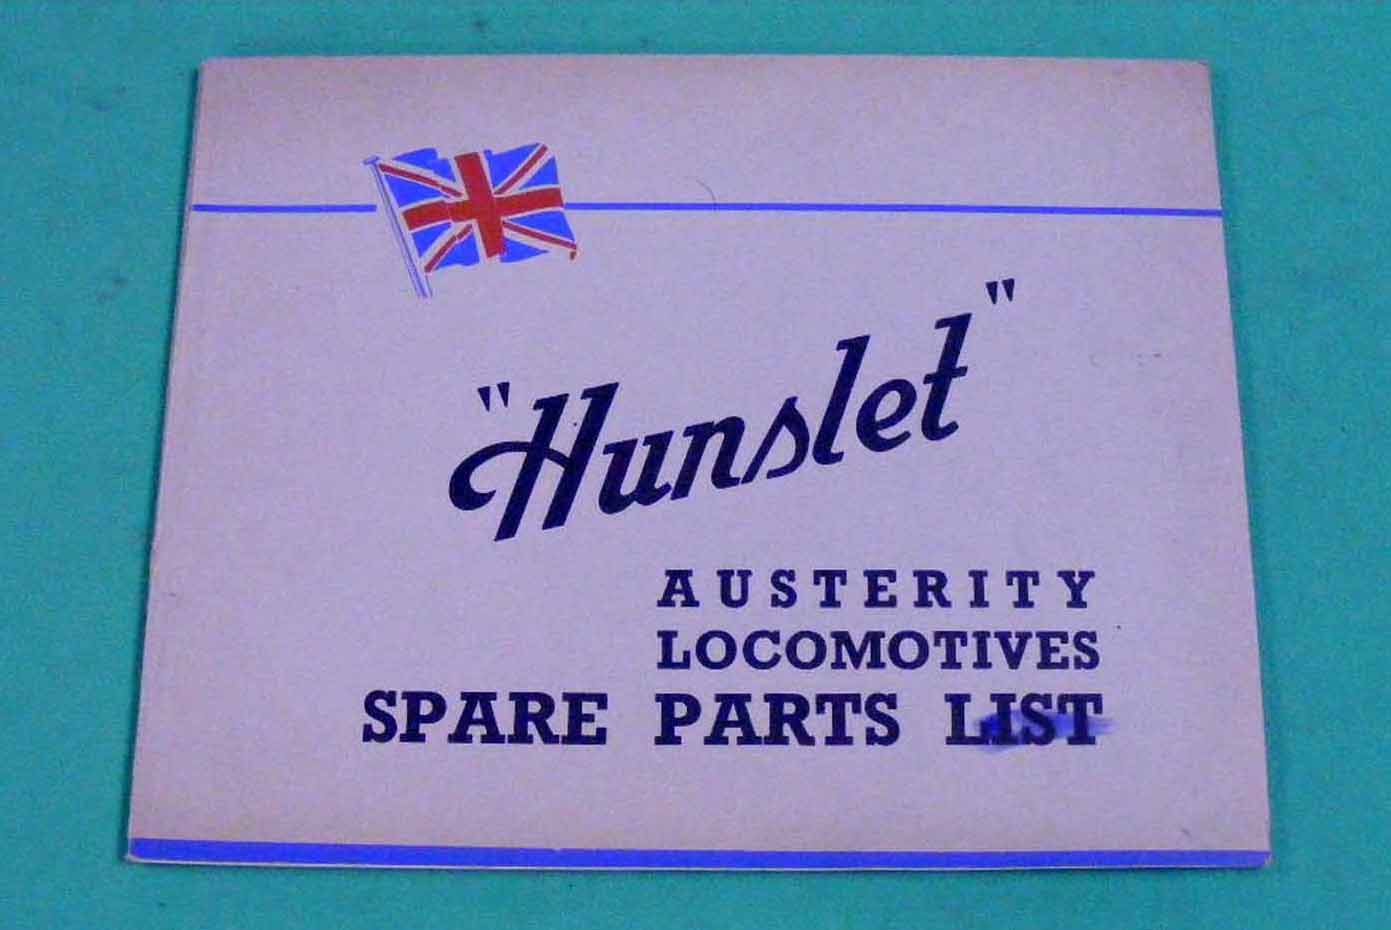 "Hunslet"
AUSTERITY
LOCOMOTIVES
SPARE PARTS LIST